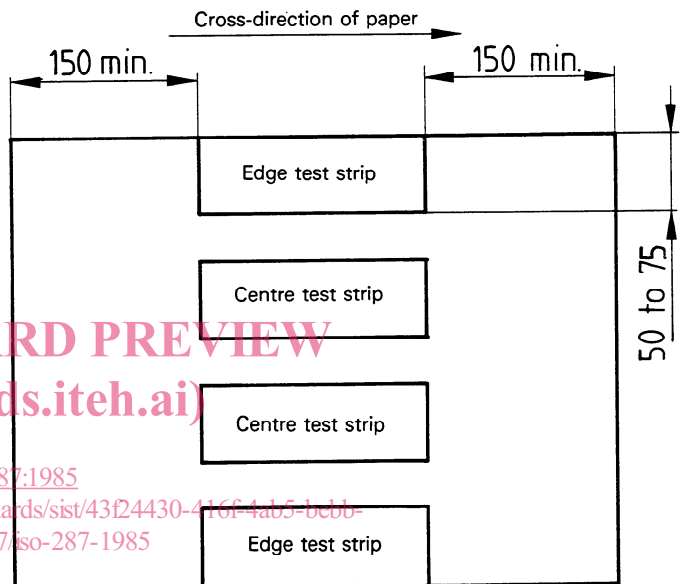 Cross-direction of paper
150 min.
150 min.
Edge test strip
50 to 75
Centre test strip
ARD PREVIEW
ds.iteh.ai)
Centre test strip
87:1985
ards/sist/43f24430-416f-4ab5-bebb-
7/iso-287-1985
Edge test strip